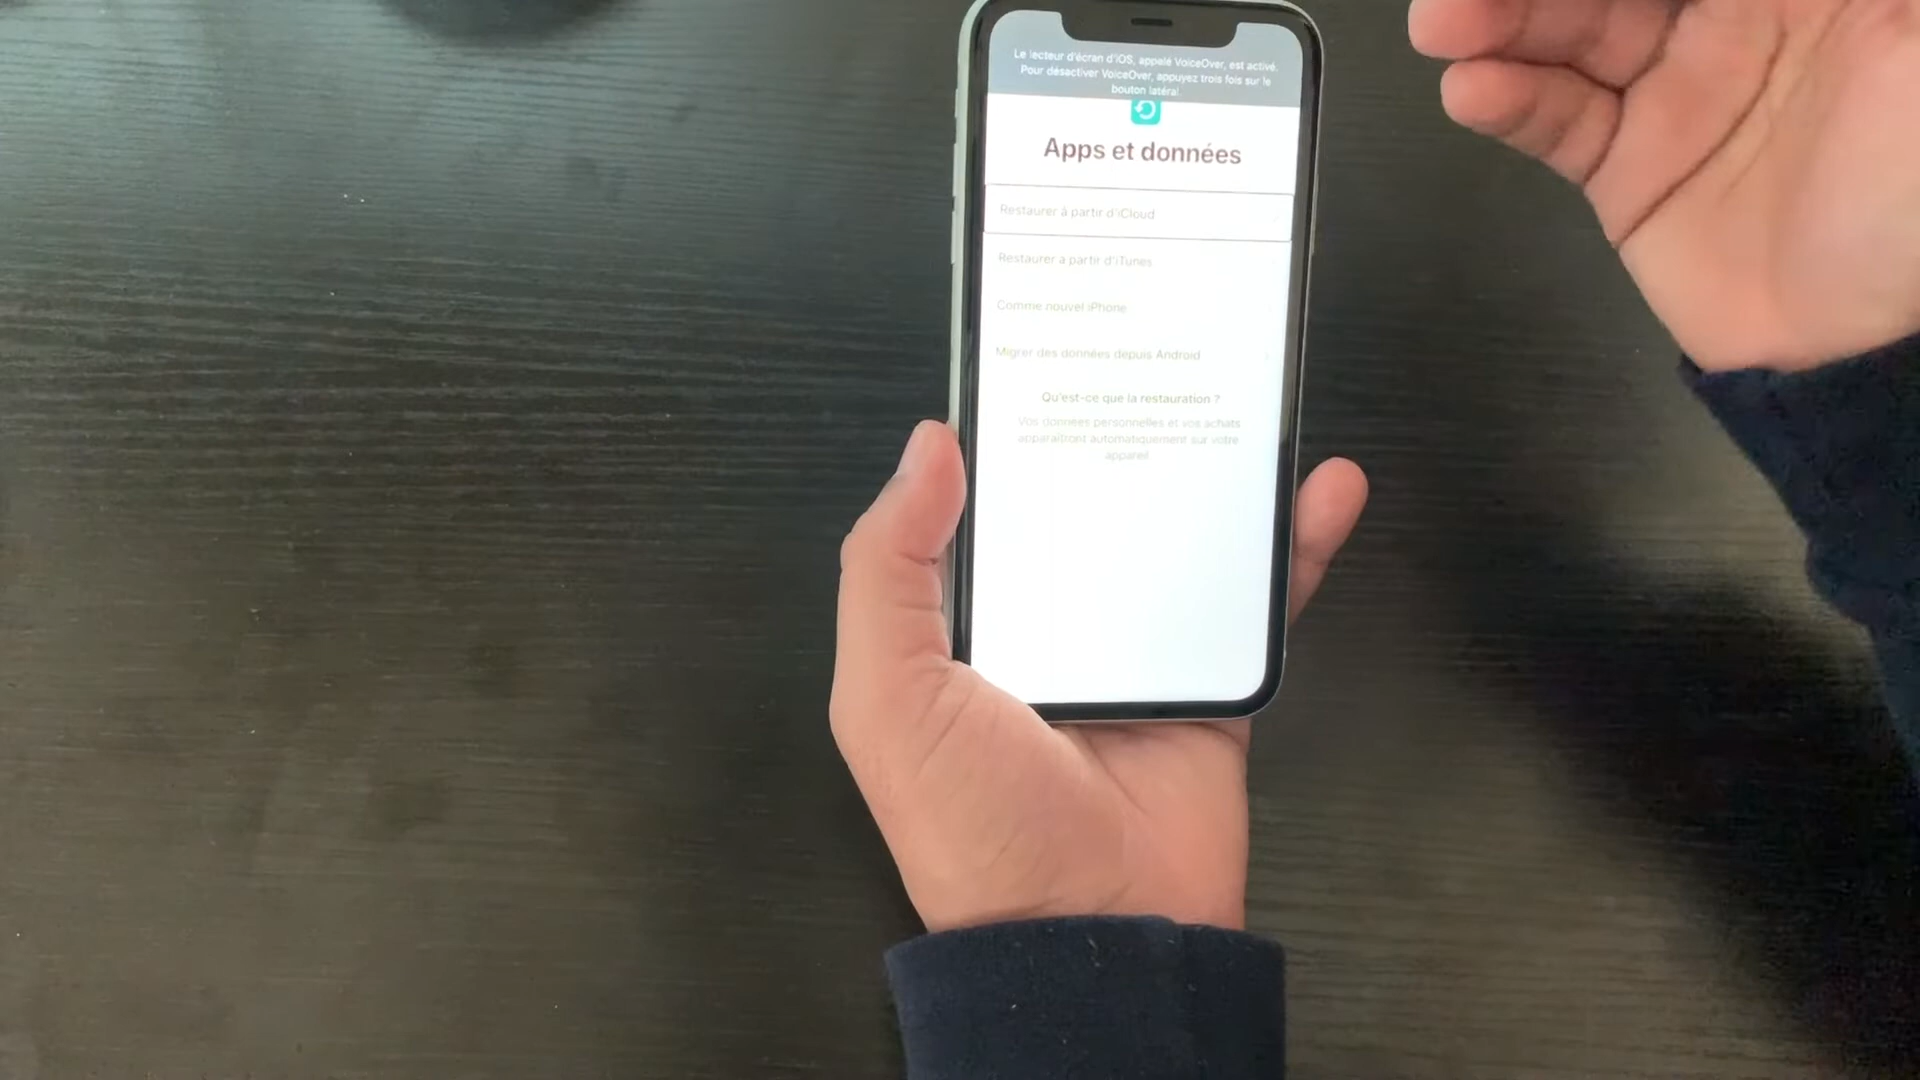 Le lecteur d'écran d'iOS, appelé VoiceOver, est activé.
Pour désactiver VoiceOver, appuyez trois fois sur le
bouton latéral
Apps et données
Restaurer à partir d'iCloud
Restaurer à partir d'iTunes
Comme nouvel iPhone
Migrer des données depuis Android
Qu'est-ce que la restauration ?
Vos données personnelles et vos achats
apparaîtront automatiquement sur votre
appareil.